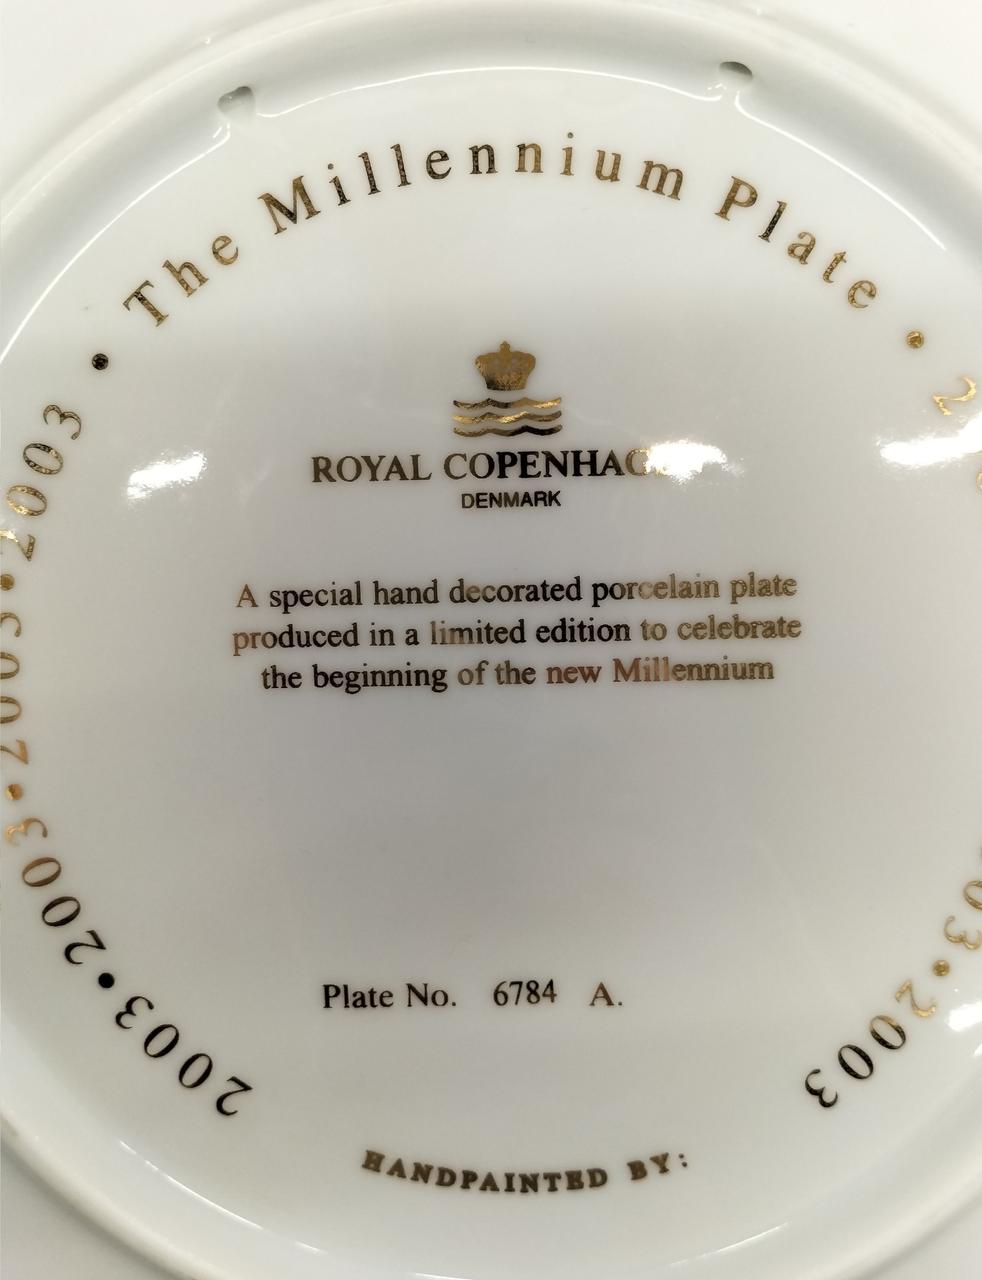 The Millennium Plate
ROYAL COPENHAG
DENMARK
A special hand decorated porcelain plate
produced in a limited edition to celebrate
the beginning of the new Millennium
Plate No. 6784 A.
HANDPAINTED BY:
2003 • 2003 • 2003 • 2003 • 2003
2003